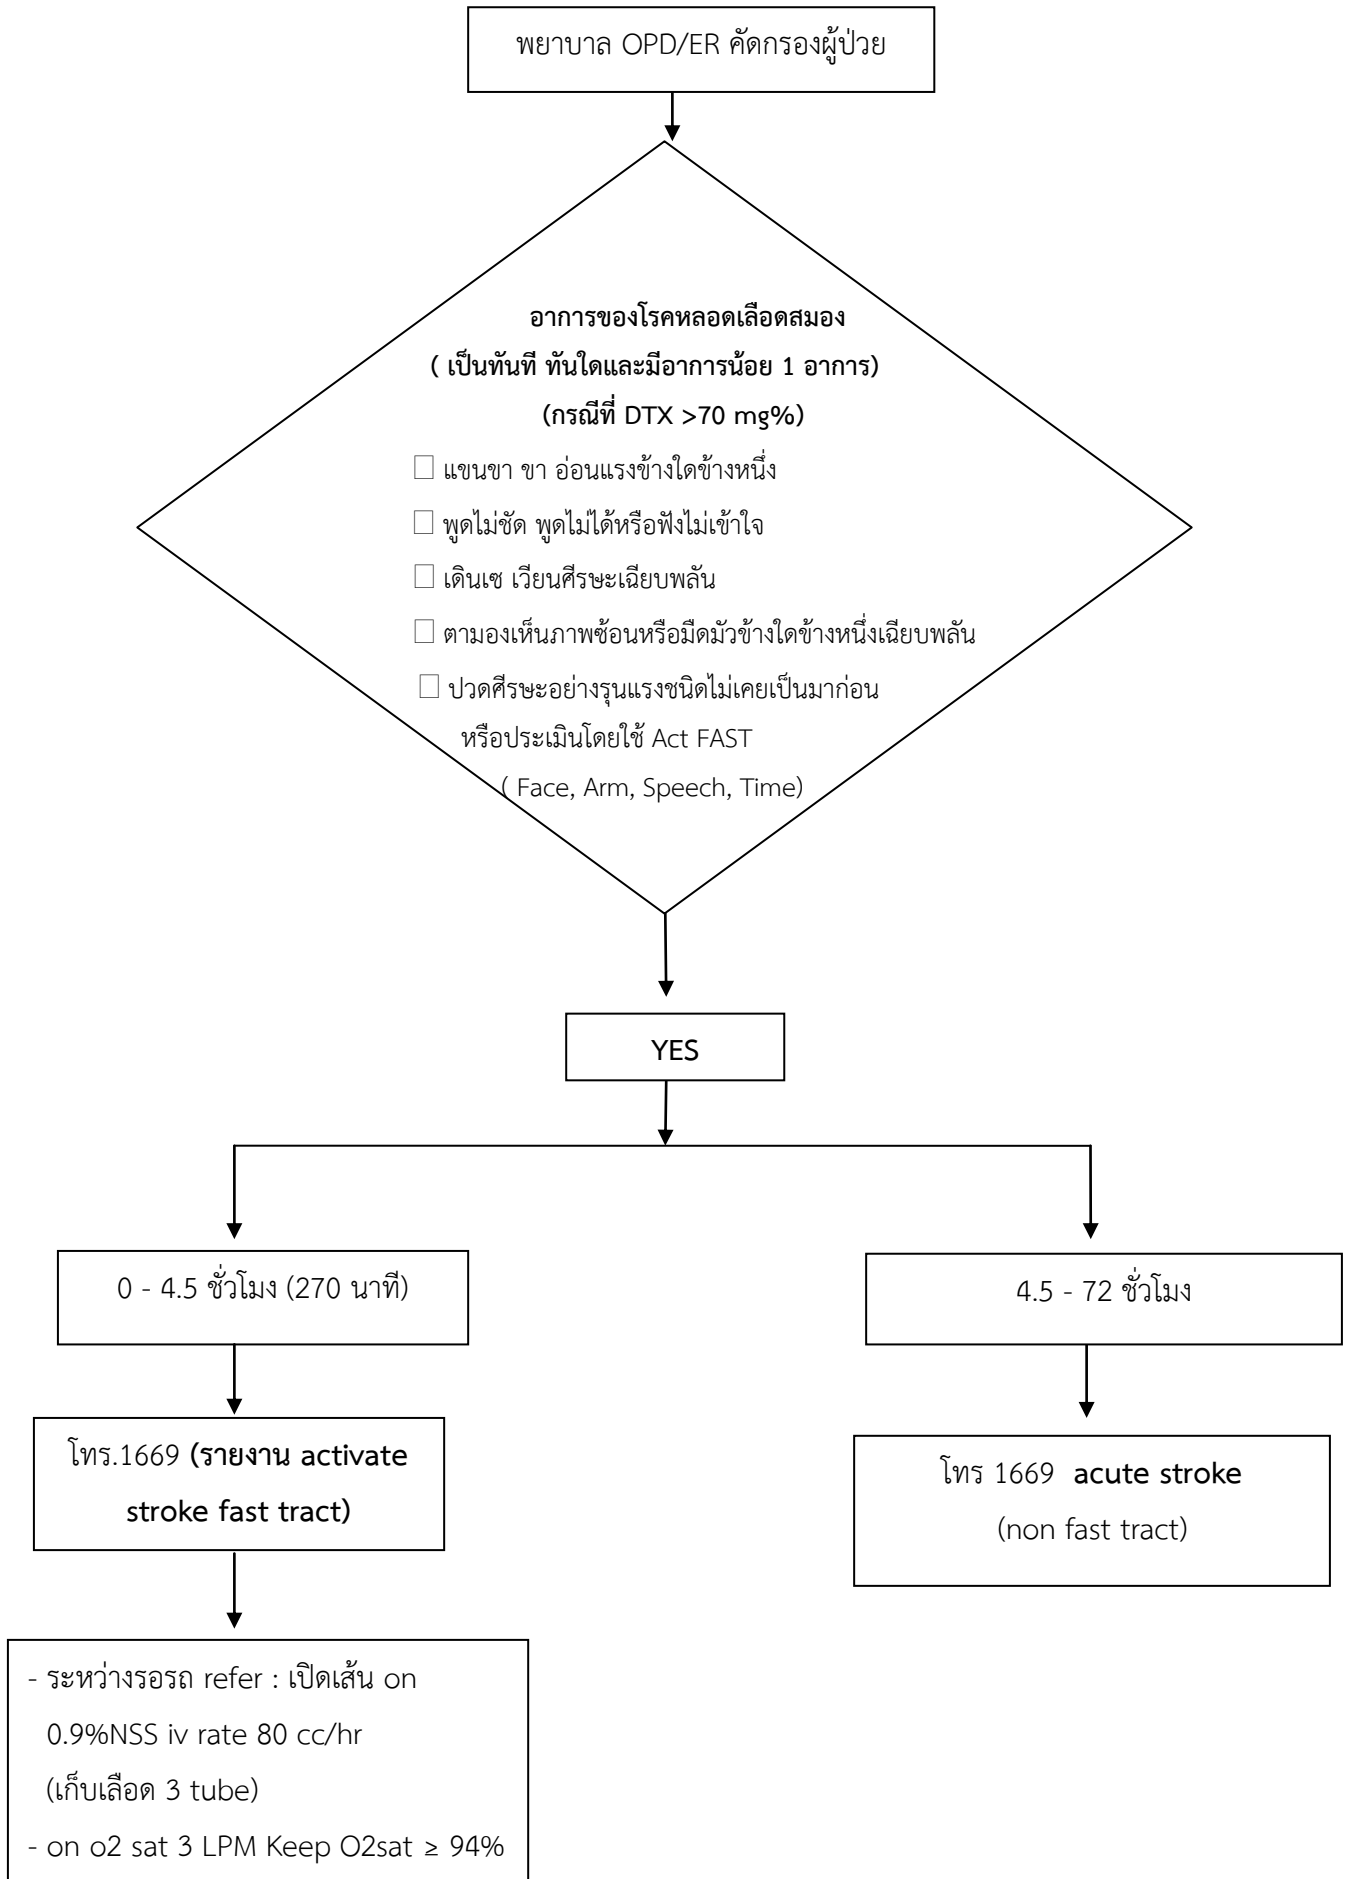 พยาบาล OPD/ER คัดกรองผู้ป่วย
อาการของโรคหลอดเลือดสมอง
( เป็นทันที ทันใดและมีอาการน้อย 1 อาการ)
(กรณีที่ DTX >70 mg%)
☐ แขนขา ขา อ่อนแรงข้างใดข้างหนึ่ง
☐ พูดไม่ชัด พูดไม่ได้หรือฟังไม่เข้าใจ
☐ เดินเซ เวียนศีรษะเฉียบพลัน
☐ ตามองเห็นภาพซ้อนหรือมืดมัวข้างใดข้างหนึ่งเฉียบพลัน
☐ ปวดศีรษะอย่างรุนแรงชนิดไม่เคยเป็นมาก่อน
หรือประเมินโดยใช้ Act FAST
( Face, Arm, Speech, Time)
YES
0 - 4.5 ชั่วโมง (270 นาที)
4.5 - 72 ชั่วโมง
โทร.1669 (รายงาน activate
stroke fast tract)
โทร 1669 acute stroke
(non fast tract)
- ระหว่างรอรถ refer : เปิดเส้น on
0.9%NSS iv rate 80 cc/hr
(เก็บเลือด 3 tube)
- on o2 sat 3 LPM Keep O2sat ≥ 94%